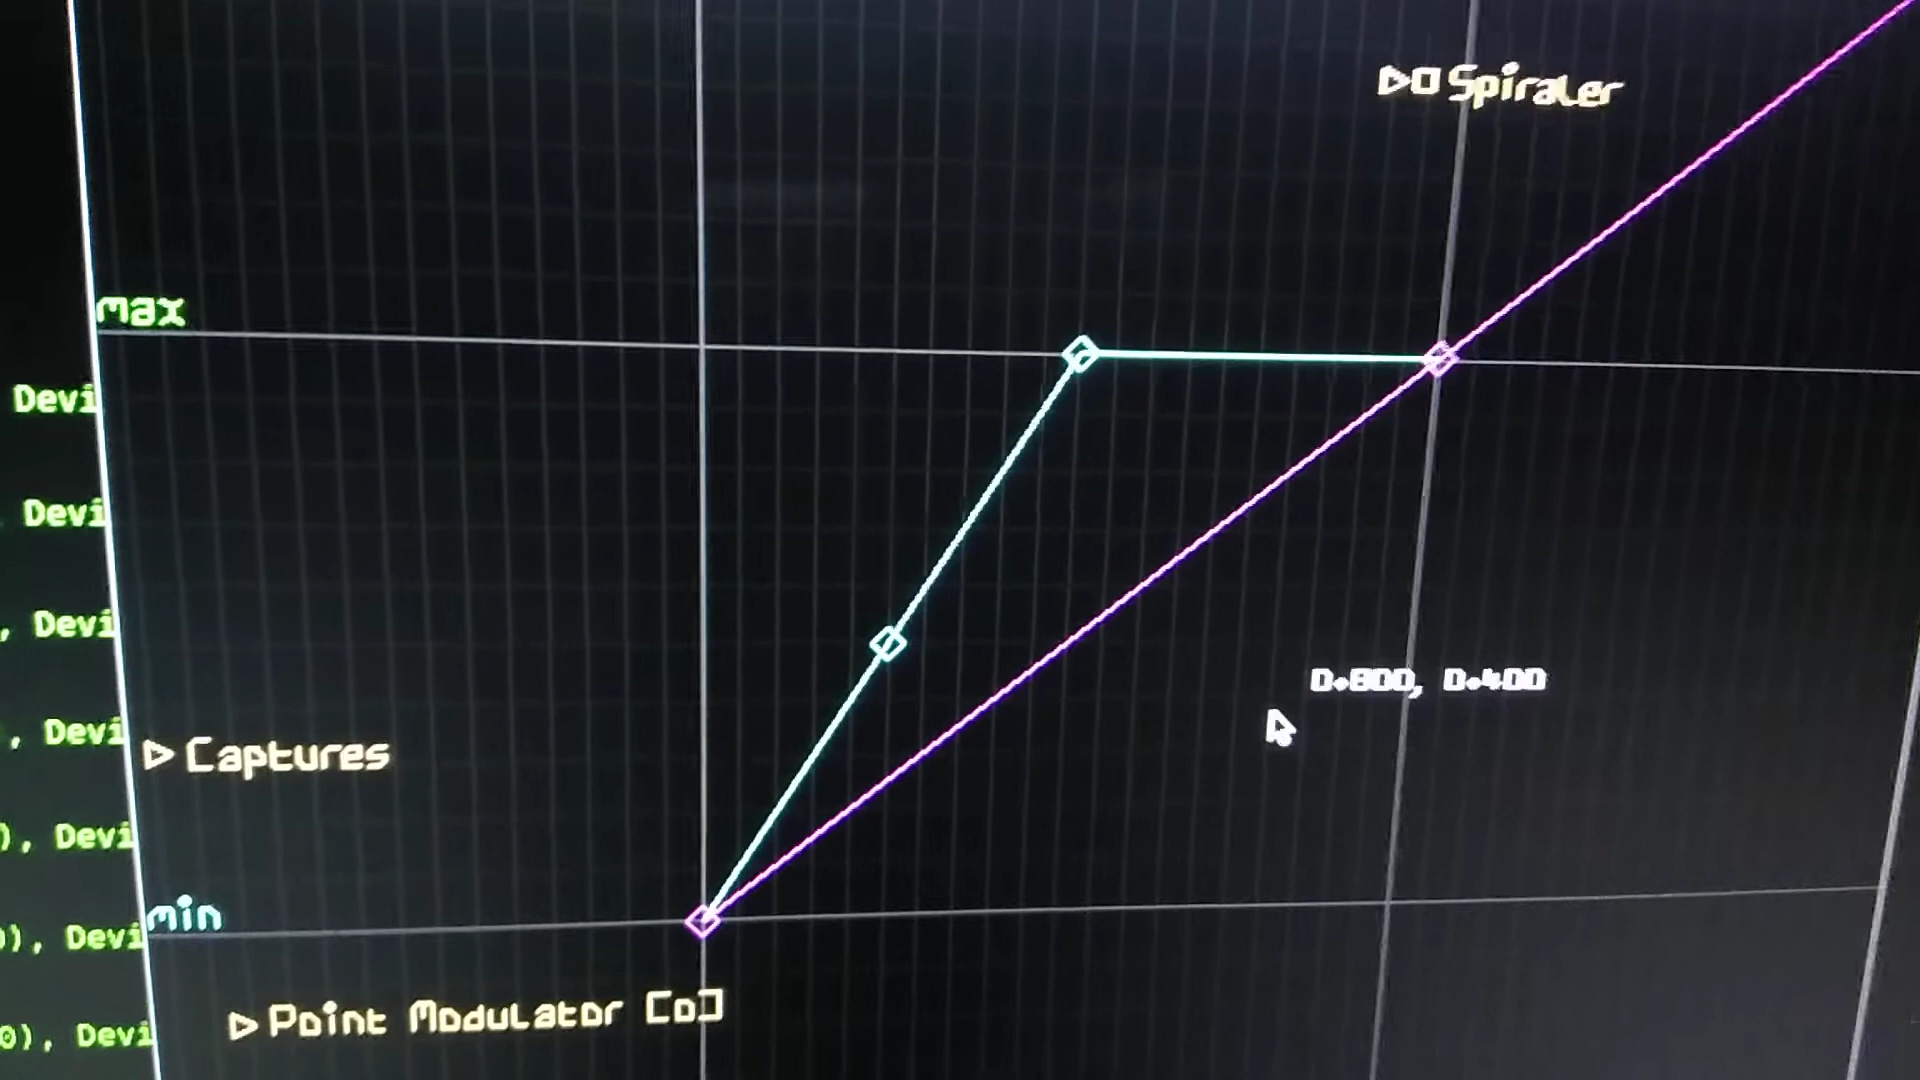 ▷□Spiraler
max
Devi
Devi
, Devi
0.800, 0.400
, Devi
▷Captures
), Devi
min
0), Devi
▷Point Modulator [o]
0), Devi